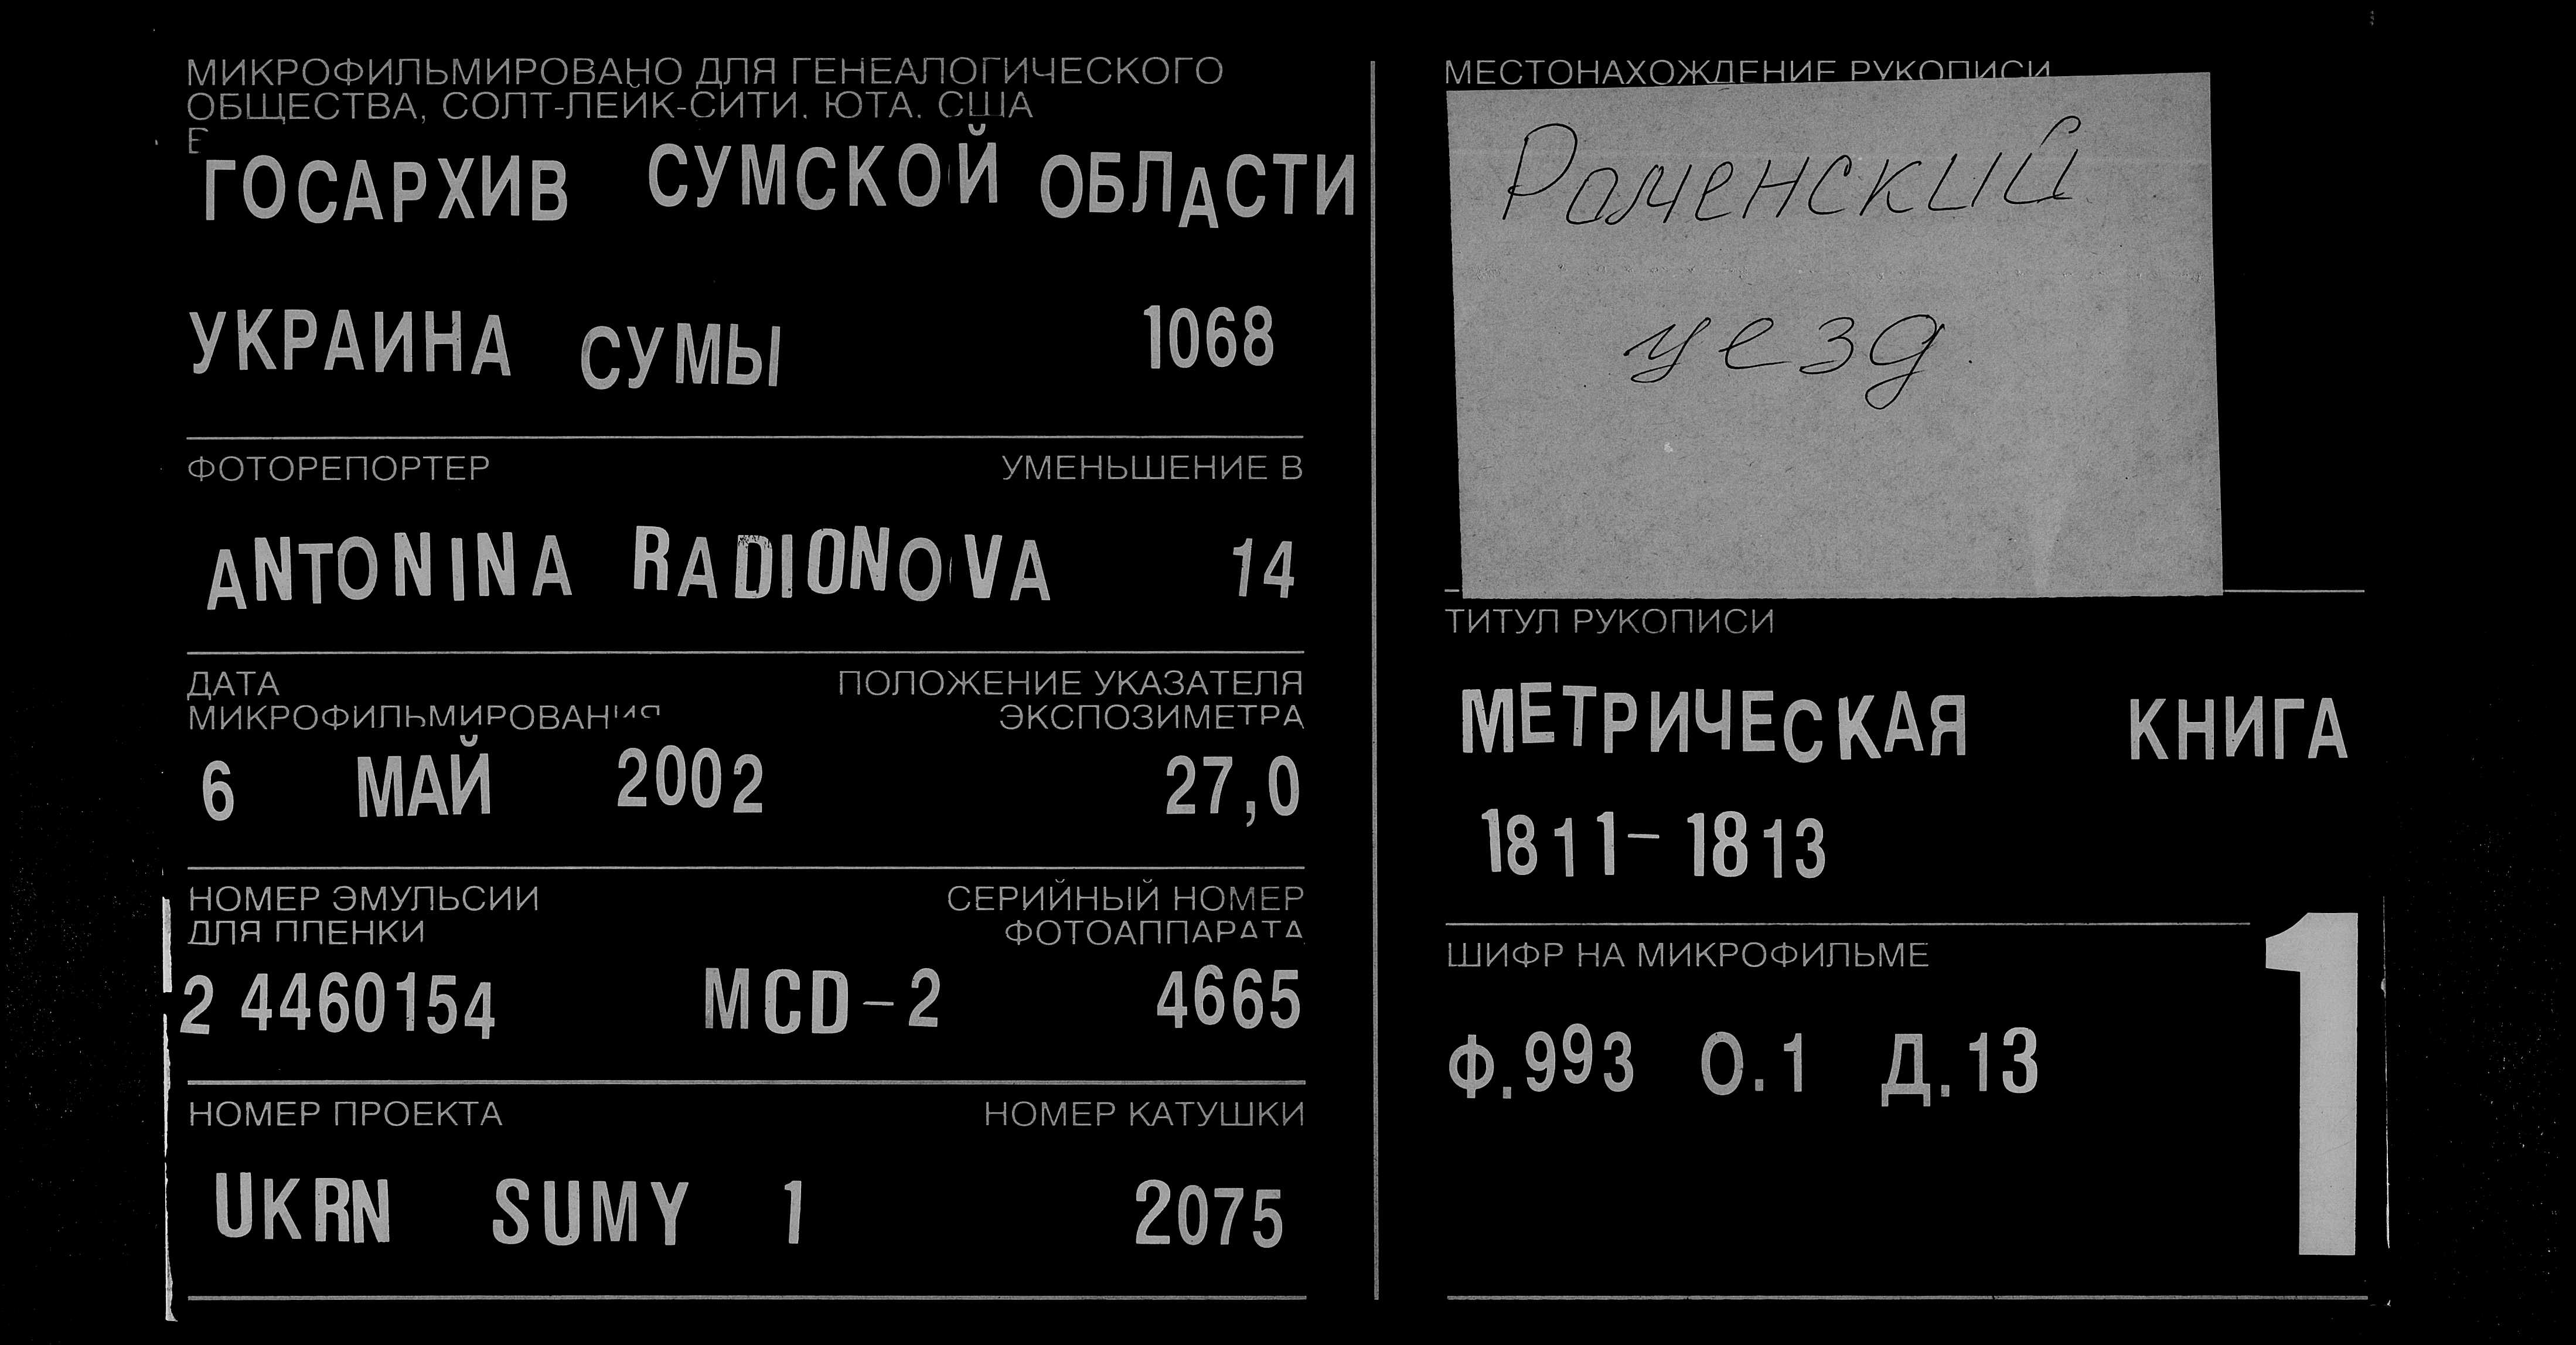 МИКРОФИЛЬМИРОВАНО ДЛЯ ГЕНЕАЛОГИЧЕСКОГО
ОБЩЕСТВА, СОЛТ-ЛЕЙК-СИТИ, ЮТА, США
В
ГОСАРХИВ СУМСКОЙ ОБЛАСТИ
УКРАИНА СУМЫ 1068
ФОТОРЕПОРТЕР УМЕНЬШЕНИЕ В
ANTONINA RADIONOVA 14
ДАТА ПОЛОЖЕНИЕ УКАЗАТЕЛЯ
МИКРОФИЛЬМИРОВАНИЯ ЭКСПОЗИМЕТРА
6 МАЙ 2002 27,0
НОМЕР ЭМУЛЬСИИ СЕРИЙНЫЙ НОМЕР
ДЛЯ ПЛЕНКИ ФОТОАППАРАТА
2 4460154 MCD-2 4665
НОМЕР ПРОЕКТА НОМЕР КАТУШКИ
UKRN SUMY 1 2075
МЕСТОНАХОЖДЕНИЕ РУКОПИСИ
Роменский
уезд.
ТИТУЛ РУКОПИСИ
МЕТРИЧЕСКАЯ КНИГА
1811-1813
ШИФР НА МИКРОФИЛЬМЕ
Ф.993 О.1 Д.13
1